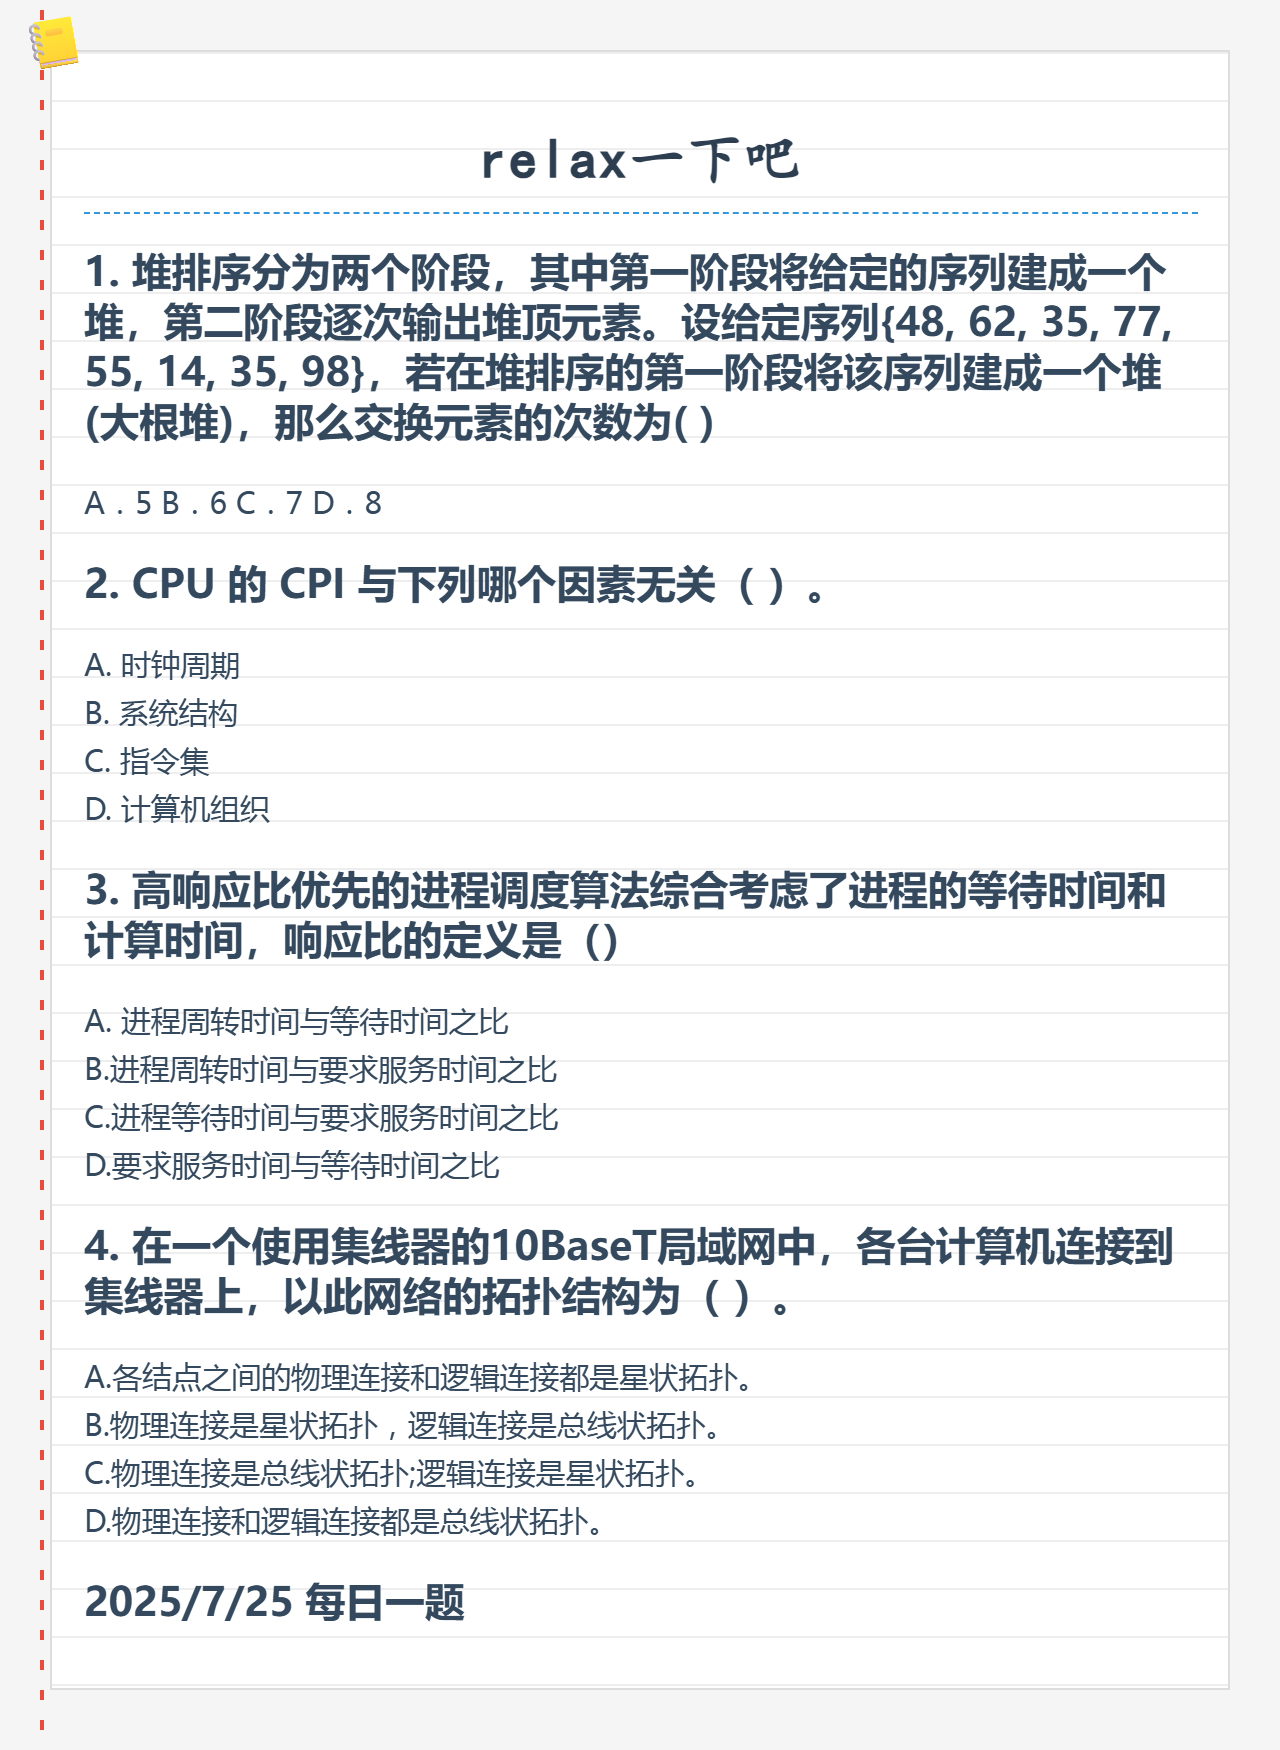 relax一下吧
1. 堆排序分为两个阶段，其中第一阶段将给定的序列建成一个
堆，第二阶段逐次输出堆顶元素。设给定序列{48, 62, 35, 77,
55, 14, 35, 98}，若在堆排序的第一阶段将该序列建成一个堆
(大根堆)，那么交换元素的次数为( )
A．5 B．6 C．7 D．8
2. CPU 的 CPI 与下列哪个因素无关（ ）。
A. 时钟周期
B. 系统结构
C. 指令集
D. 计算机组织
3. 高响应比优先的进程调度算法综合考虑了进程的等待时间和
计算时间，响应比的定义是（）
A. 进程周转时间与等待时间之比
B.进程周转时间与要求服务时间之比
C.进程等待时间与要求服务时间之比
D.要求服务时间与等待时间之比
4. 在一个使用集线器的10BaseT局域网中，各台计算机连接到
集线器上，以此网络的拓扑结构为（ ）。
A.各结点之间的物理连接和逻辑连接都是星状拓扑。
B.物理连接是星状拓扑，逻辑连接是总线状拓扑。
C.物理连接是总线状拓扑;逻辑连接是星状拓扑。
D.物理连接和逻辑连接都是总线状拓扑。
2025/7/25 每日一题